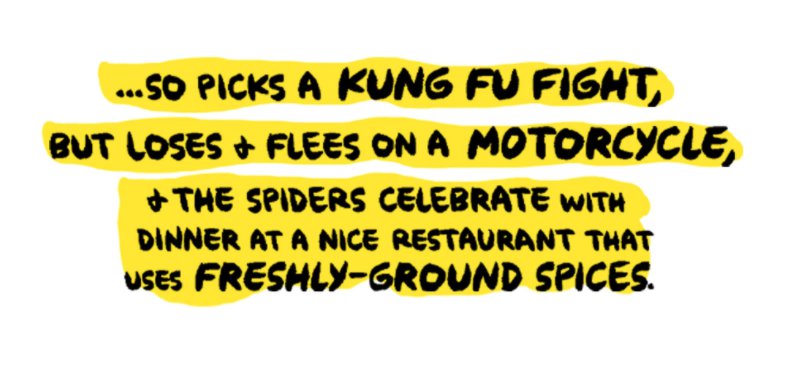 ...SO PICKS A KUNG FU FIGHT,
BUT LOSES & FLEES ON A MOTORCYCLE,
& THE SPIDERS CELEBRATE WITH
DINNER AT A NICE RESTAURANT THAT
USES FRESHLY-GROUND SPICES.